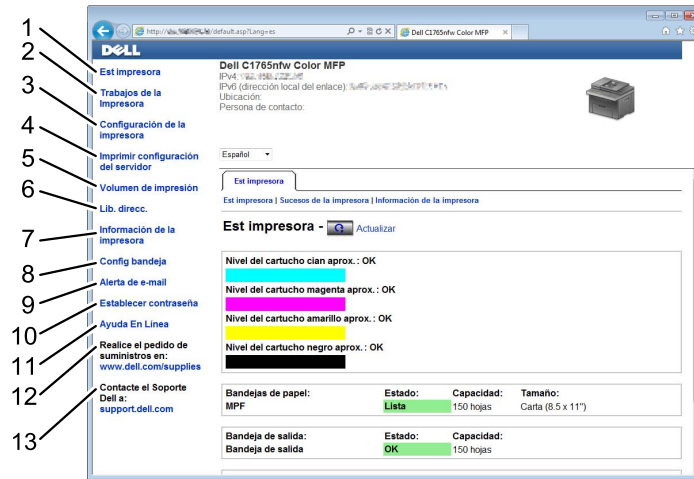 http:// /default.asp?Lang=es
Dell C1765nfw Color MFP
DELL
1
2
3
4
5
6
7
8
9
10
11
12
13
Est impresora
Trabajos de la
Impresora
Configuración de la
impresora
Imprimir configuración
del servidor
Volumen de impresión
Lib. direcc.
Información de la
impresora
Config bandeja
Alerta de e-mail
Establecer contraseña
Ayuda En Línea
Realice el pedido de
suministros en:
www.dell.com/supplies
Contacte el Soporte
Dell a:
support.dell.com
Dell C1765nfw Color MFP
IPv4:
IPv6 (dirección local del enlace):
Ubicación:
Persona de contacto:
Español
Est impresora
Est impresora | Sucesos de la impresora | Información de la impresora
Est impresora - Actualizar
Nivel del cartucho cian aprox.: OK
Nivel del cartucho magenta aprox.: OK
Nivel del cartucho amarillo aprox.: OK
Nivel del cartucho negro aprox.: OK
Bandejas de papel: Estado: Capacidad: Tamaño:
MPF Lista 150 hojas Carta (8.5 x 11")
Bandeja de salida: Estado: Capacidad:
Bandeja de salida OK 150 hojas